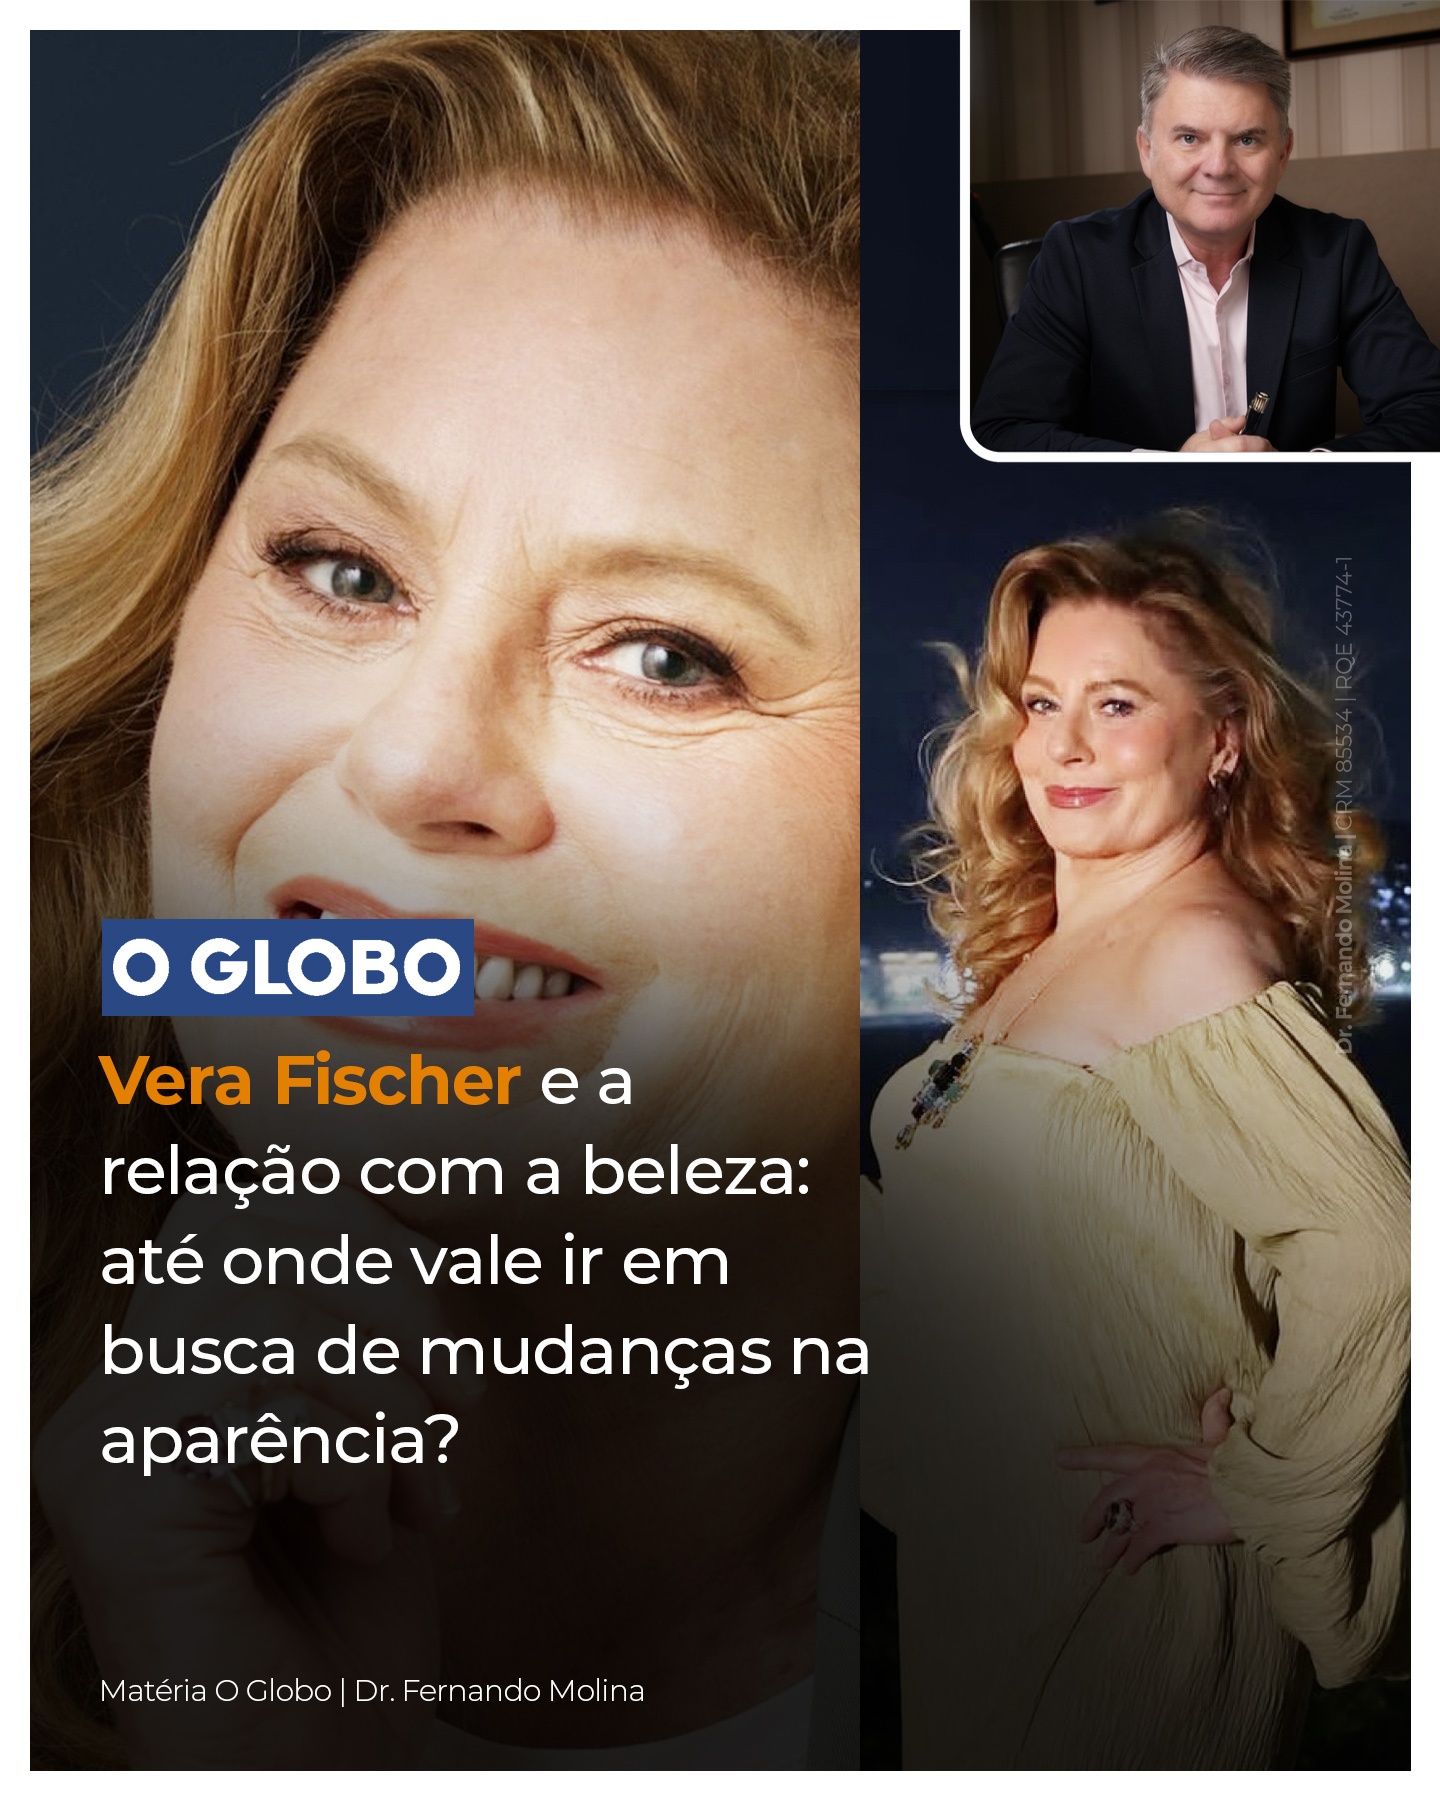 O GLOBO
Vera Fischer e a
relação com a beleza:
até onde vale ir em
busca de mudanças na
aparência?
Matéria O Globo | Dr. Fernando Molina
Dr. Fernando Molina | CRM 85534 | RQE 43774-1